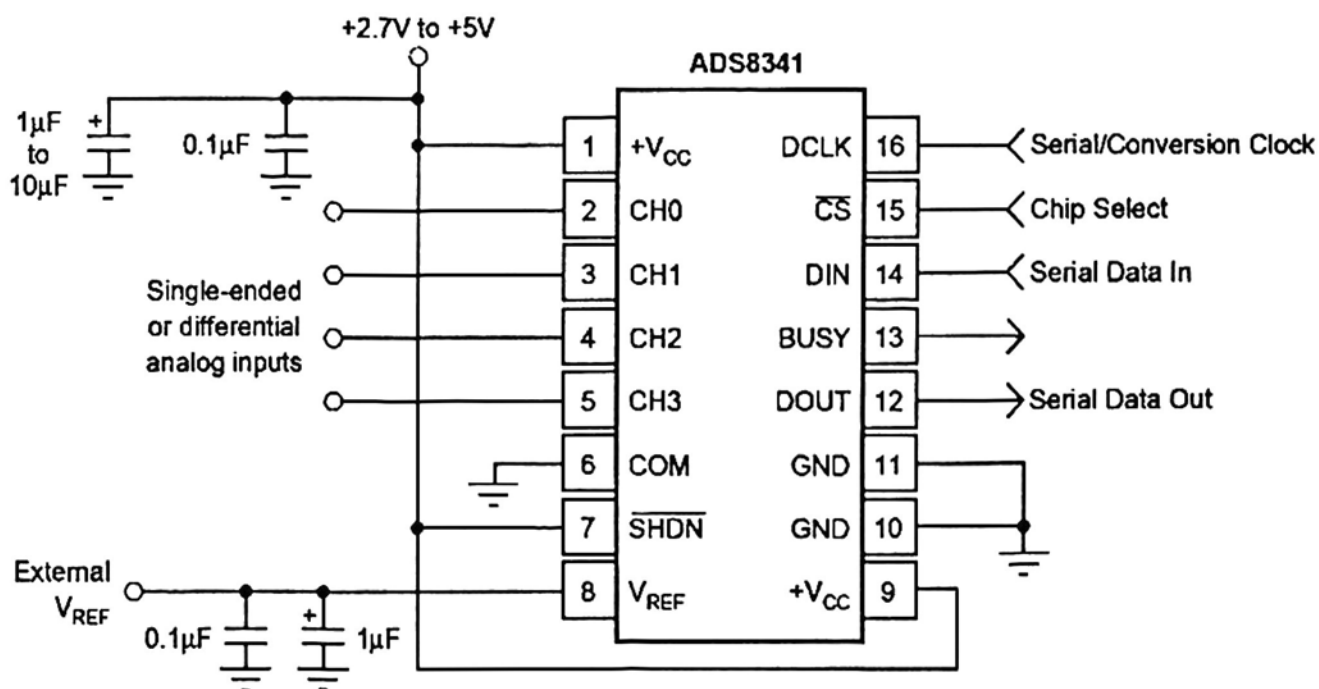 +2.7V to +5V
ADS8341
1μF
to
10μF
+
0.1μF
1
+VCC
DCLK
16
Serial/Conversion Clock
2
CH0
CS
15
Chip Select
3
CH1
DIN
14
Serial Data In
Single-ended
or differential
analog inputs
4
CH2
BUSY
13
5
CH3
DOUT
12
Serial Data Out
6
COM
GND
11
7
SHDN
GND
10
External
VREF
8
VREF
+VCC
9
0.1μF
+
1μF